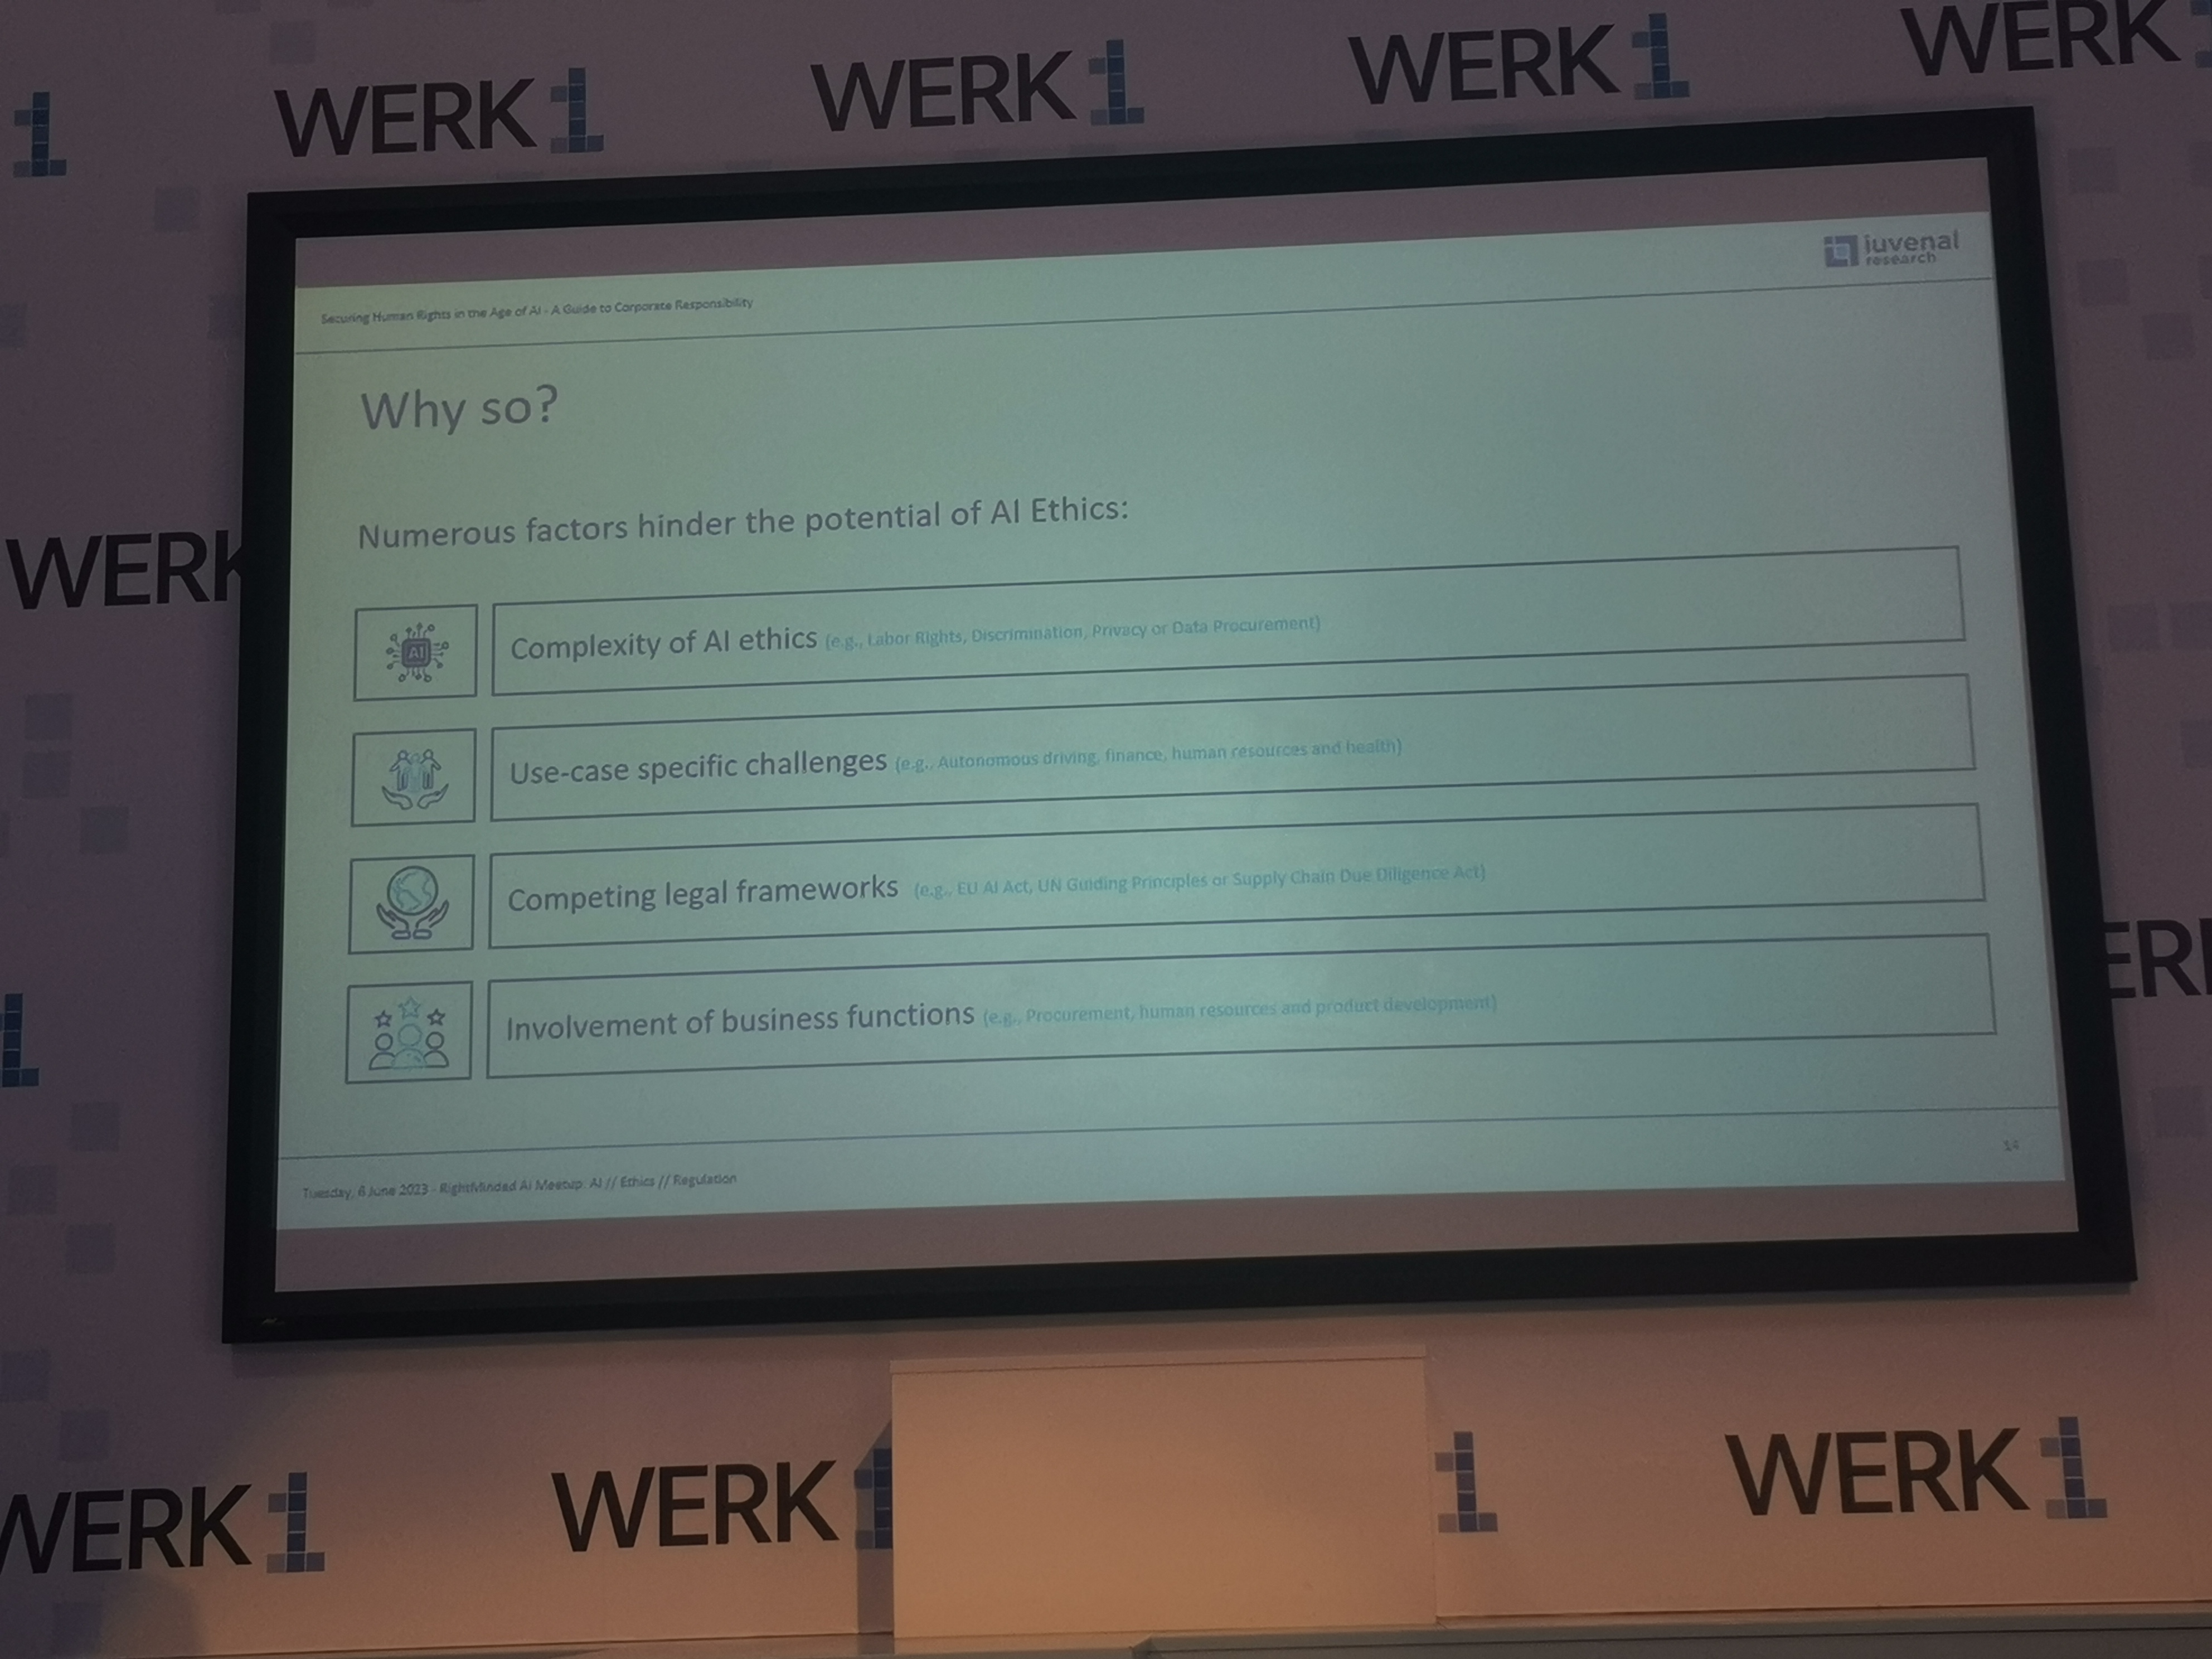 1 WERK1 WERK1 WERK1 WERK
iuvenal
research
Securing Human Rights in the Age of AI - A Guide to Corporate Responsibility
Why so?
Numerous factors hinder the potential of AI Ethics:
AI
Complexity of AI ethics (e.g., Labor Rights, Discrimination, Privacy or Data Procurement)
WERK
Use-case specific challenges (e.g., Autonomous driving, finance, human resources and health)
Competing legal frameworks (e.g., EU AI Act, UN Guiding Principles or Supply Chain Due Diligence Act)
ER
Involvement of business functions (e.g., Procurement, human resources and product development)
1
14
Tuesday, 6 June 2023 - RightMinded AI Meetup: AI // Ethics // Regulation
WERK1 WERK1 1 WERK1